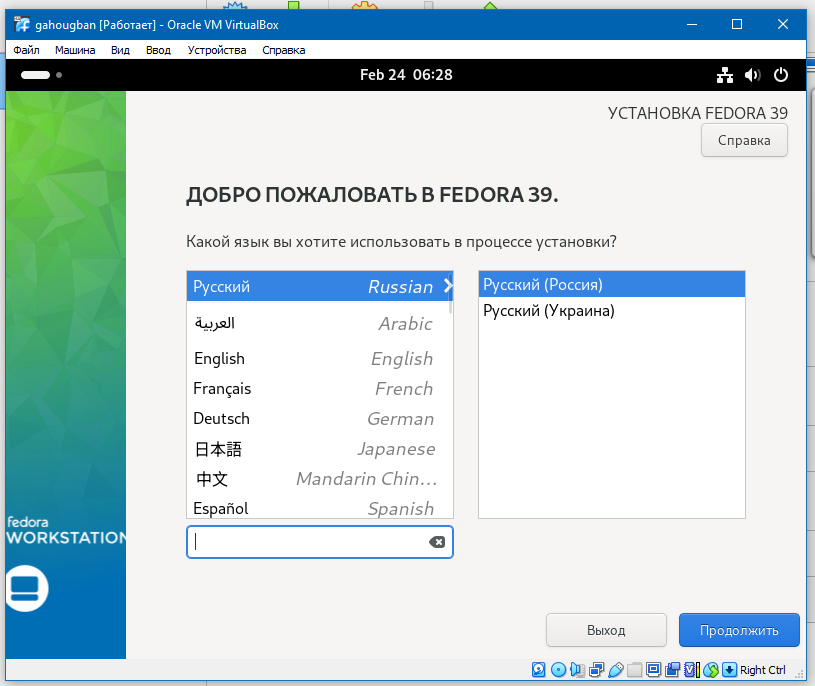 gahougban [Работает] - Oracle VM VirtualBox
Файл Машина Вид Ввод Устройства Справка
Feb 24 06:28
УСТАНОВКА FEDORA 39
Справка
ДОБРО ПОЖАЛОВАТЬ В FEDORA 39.
Какой язык вы хотите использовать в процессе установки?
Русский Russian
العربية Arabic
English English
Français French
Deutsch German
日本語 Japanese
中文 Mandarin Chin...
Español Spanish
Русский (Россия)
Русский (Украина)
fedora
WORKSTATION
Выход
Продолжить
Right Ctrl